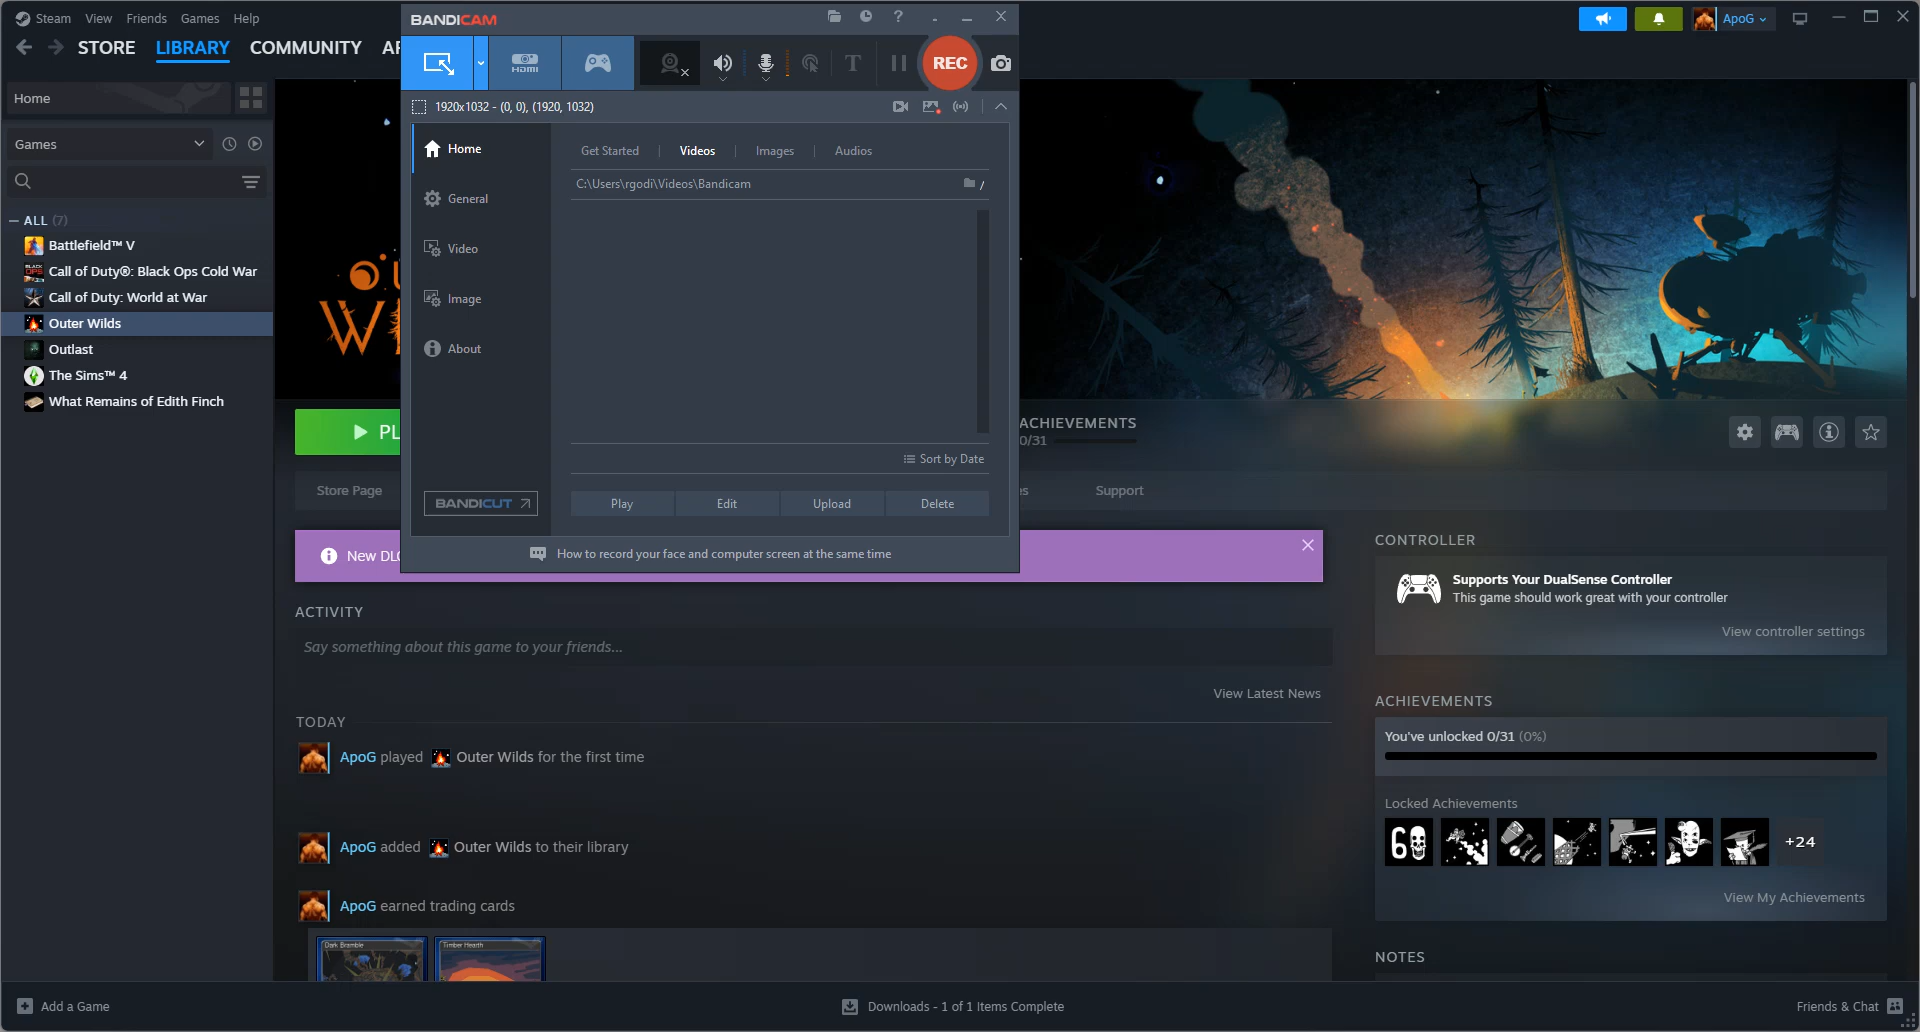 Steam View Friends Games Help
ApoG
STORE LIBRARY COMMUNITY
BANDICAM
HDMI
T
REC
1920x1032 - (0, 0), (1920, 1032)
Home
Games
ALL (7)
Battlefield™ V
Call of Duty®: Black Ops Cold War
Call of Duty: World at War
Outer Wilds
Outlast
The Sims™ 4
What Remains of Edith Finch
Home
General
Video
Image
About
BANDICUT
Get Started
Videos
Images
Audios
C:\Users\rgodi\Videos\Bandicam
/
Sort by Date
Play
Edit
Upload
Delete
How to record your face and computer screen at the same time
ACHIEVEMENTS
0/31
Store Page
Support
New DLC
ACTIVITY
Say something about this game to your friends...
View Latest News
TODAY
ApoG played Outer Wilds for the first time
ApoG added Outer Wilds to their library
ApoG earned trading cards
Dark Bramble
Timber Hearth
CONTROLLER
Supports Your DualSense Controller
This game should work great with your controller
View controller settings
ACHIEVEMENTS
You've unlocked 0/31 (0%)
Locked Achievements
+24
View My Achievements
NOTES
Add a Game
Downloads - 1 of 1 Items Complete
Friends & Chat